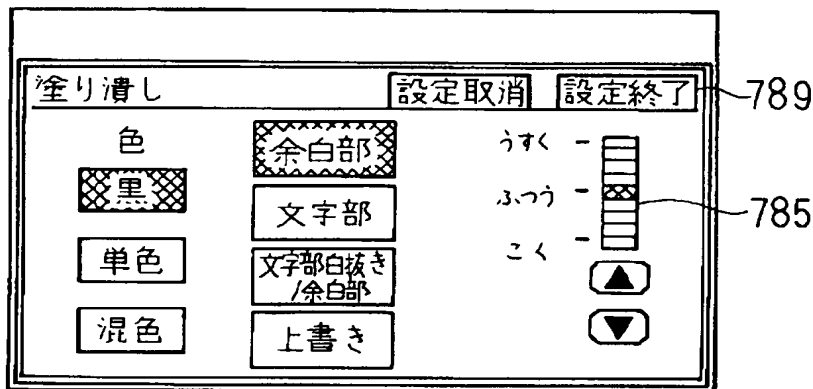 塗り潰し 設定取消 設定終了 789
色 余白部 うすく
黒 ふつう 785
文字部
単色 文字部白抜き こく
/余白部
混色 上書き